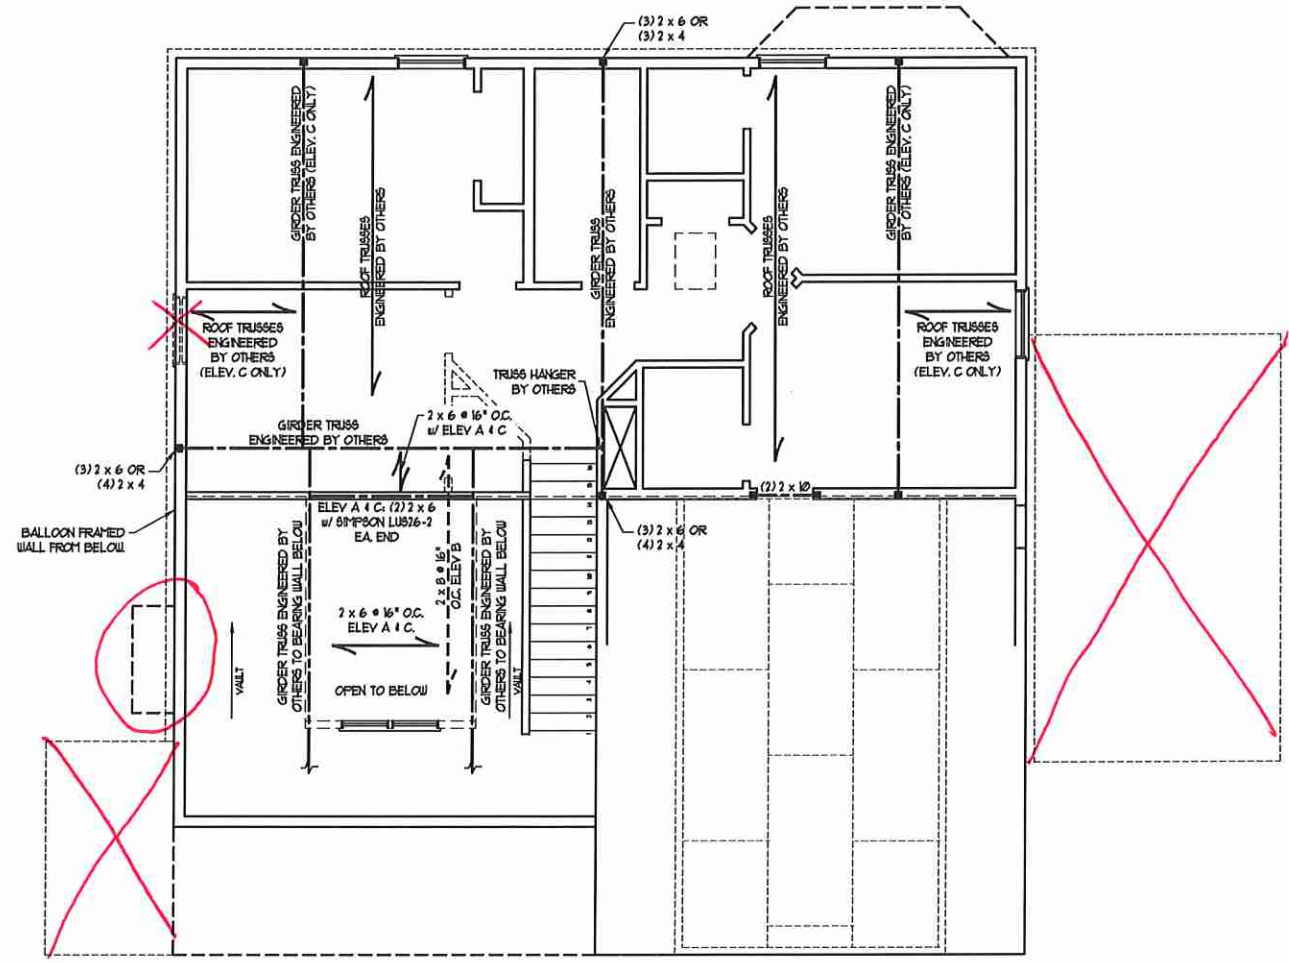 (3) 2 x 6 OR
(3) 2 x 4
GIRDER TRUSS ENGINEERED
BY OTHERS (ELEV. C ONLY)
ROOF TRUSSES
ENGINEERED BY OTHERS
GIRDER TRUSS
ENGINEERED BY OTHERS
ROOF TRUSSES
ENGINEERED BY OTHERS
GIRDER TRUSS ENGINEERED
BY OTHERS (ELEV. C ONLY)
ROOF TRUSSES
ENGINEERED
BY OTHERS
(ELEV. C ONLY)
ROOF TRUSSES
ENGINEERED
BY OTHERS
(ELEV. C ONLY)
TRUSS HANGER
BY OTHERS
2 x 6 @ 16" O.C.
w/ ELEV A & C
GIRDER TRUSS
ENGINEERED BY OTHERS
(3) 2 x 6 OR
(4) 2 x 4
(2) 2 x 10
ELEV A & C: (2) 2 x 6
w/ SIMPSON LUS26-2
EA. END
(3) 2 x 6 OR
(4) 2 x 4
BALLOON FRAMED
WALL FROM BELOW.
GIRDER TRUSS ENGINEERED BY
OTHERS TO BEARING WALL BELOW
2 x 8 @ 16"
O.C. ELEV B
GIRDER TRUSS ENGINEERED BY
OTHERS TO BEARING WALL BELOW
2 x 6 @ 16" O.C.
ELEV A & C.
VAULT
VAULT
OPEN TO BELOW